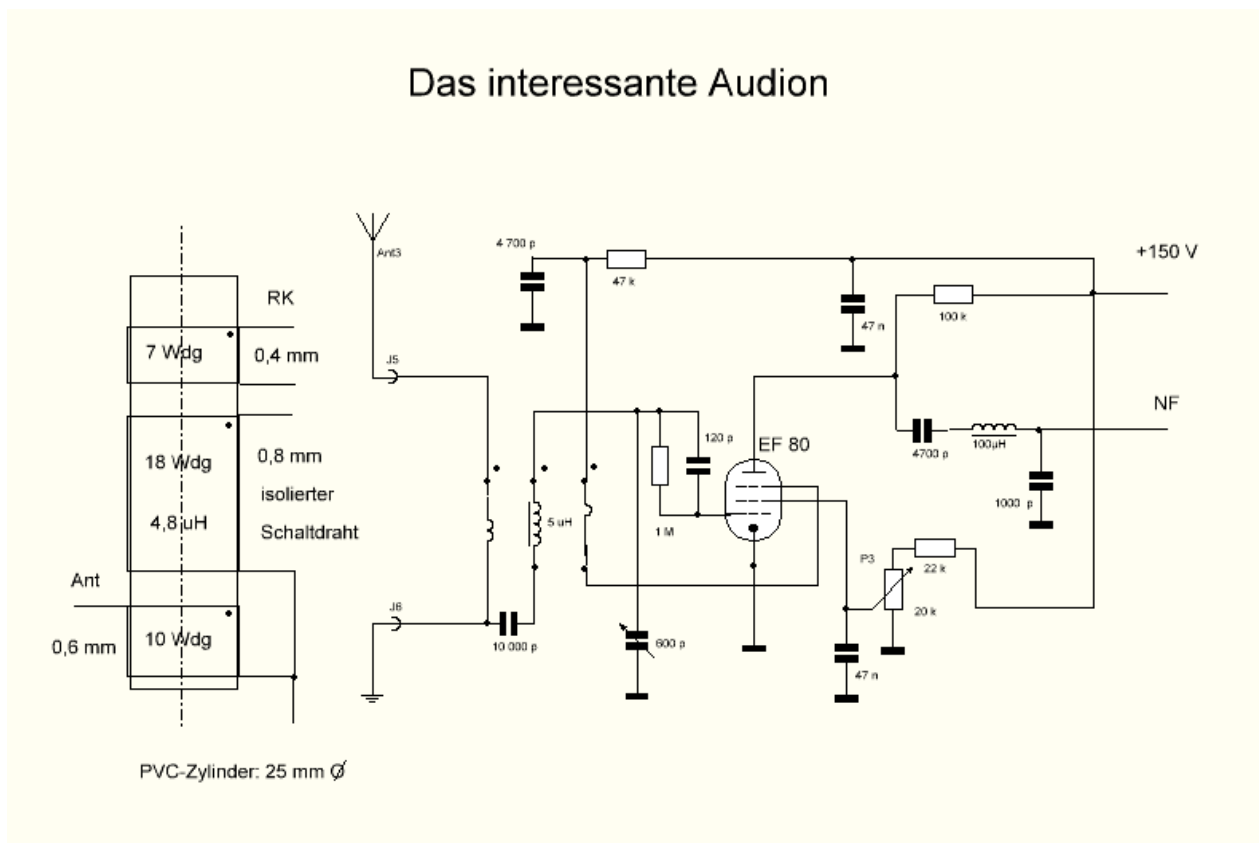 Das interessante Audion
RK
7 Wdg
0,4 mm
18 Wdg
4,8 uH
0,8 mm
isolierter
Schaltdraht
Ant
10 Wdg
0,6 mm
PVC-Zylinder: 25 mm Ø
Ant3
J5
J6
4 700 p
47 k
47 n
+150 V
100 k
NF
4700 p
100µH
1000 p
120 p
EF 80
5 uH
1 M
10 000 p
600 p
P3
22 k
20 k
47 n